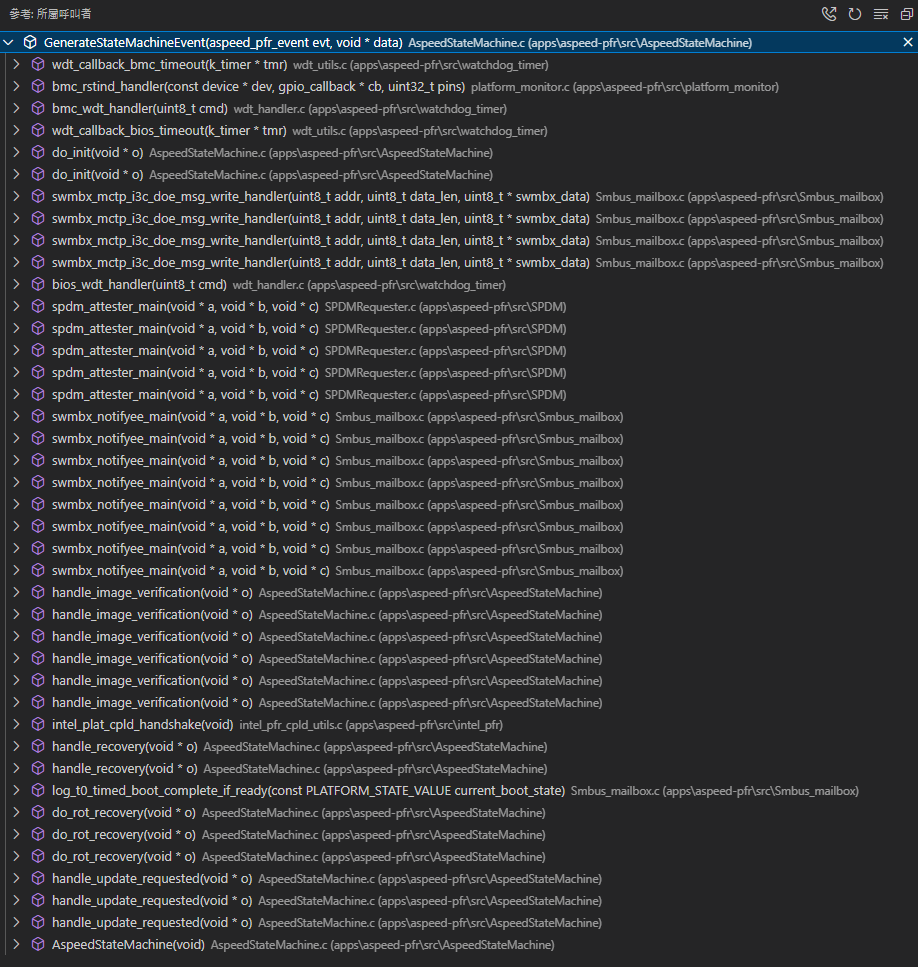 參考: 所屬呼叫者
GenerateStateMachineEvent(aspeed_pfr_event evt, void * data) AspeedStateMachine.c (apps\aspeed-pfr\src\AspeedStateMachine)
wdt_callback_bmc_timeout(k_timer * tmr) wdt_utils.c (apps\aspeed-pfr\src\watchdog_timer)
bmc_rstind_handler(const device * dev, gpio_callback * cb, uint32_t pins) platform_monitor.c (apps\aspeed-pfr\src\platform_monitor)
bmc_wdt_handler(uint8_t cmd) wdt_handler.c (apps\aspeed-pfr\src\watchdog_timer)
wdt_callback_bios_timeout(k_timer * tmr) wdt_utils.c (apps\aspeed-pfr\src\watchdog_timer)
do_init(void * o) AspeedStateMachine.c (apps\aspeed-pfr\src\AspeedStateMachine)
do_init(void * o) AspeedStateMachine.c (apps\aspeed-pfr\src\AspeedStateMachine)
swmbx_mctp_i3c_doe_msg_write_handler(uint8_t addr, uint8_t data_len, uint8_t * swmbx_data) Smbus_mailbox.c (apps\aspeed-pfr\src\Smbus_mailbox)
swmbx_mctp_i3c_doe_msg_write_handler(uint8_t addr, uint8_t data_len, uint8_t * swmbx_data) Smbus_mailbox.c (apps\aspeed-pfr\src\Smbus_mailbox)
swmbx_mctp_i3c_doe_msg_write_handler(uint8_t addr, uint8_t data_len, uint8_t * swmbx_data) Smbus_mailbox.c (apps\aspeed-pfr\src\Smbus_mailbox)
swmbx_mctp_i3c_doe_msg_write_handler(uint8_t addr, uint8_t data_len, uint8_t * swmbx_data) Smbus_mailbox.c (apps\aspeed-pfr\src\Smbus_mailbox)
bios_wdt_handler(uint8_t cmd) wdt_handler.c (apps\aspeed-pfr\src\watchdog_timer)
spdm_attester_main(void * a, void * b, void * c) SPDMRequester.c (apps\aspeed-pfr\src\SPDM)
spdm_attester_main(void * a, void * b, void * c) SPDMRequester.c (apps\aspeed-pfr\src\SPDM)
spdm_attester_main(void * a, void * b, void * c) SPDMRequester.c (apps\aspeed-pfr\src\SPDM)
spdm_attester_main(void * a, void * b, void * c) SPDMRequester.c (apps\aspeed-pfr\src\SPDM)
spdm_attester_main(void * a, void * b, void * c) SPDMRequester.c (apps\aspeed-pfr\src\SPDM)
swmbx_notifyee_main(void * a, void * b, void * c) Smbus_mailbox.c (apps\aspeed-pfr\src\Smbus_mailbox)
swmbx_notifyee_main(void * a, void * b, void * c) Smbus_mailbox.c (apps\aspeed-pfr\src\Smbus_mailbox)
swmbx_notifyee_main(void * a, void * b, void * c) Smbus_mailbox.c (apps\aspeed-pfr\src\Smbus_mailbox)
swmbx_notifyee_main(void * a, void * b, void * c) Smbus_mailbox.c (apps\aspeed-pfr\src\Smbus_mailbox)
swmbx_notifyee_main(void * a, void * b, void * c) Smbus_mailbox.c (apps\aspeed-pfr\src\Smbus_mailbox)
swmbx_notifyee_main(void * a, void * b, void * c) Smbus_mailbox.c (apps\aspeed-pfr\src\Smbus_mailbox)
swmbx_notifyee_main(void * a, void * b, void * c) Smbus_mailbox.c (apps\aspeed-pfr\src\Smbus_mailbox)
swmbx_notifyee_main(void * a, void * b, void * c) Smbus_mailbox.c (apps\aspeed-pfr\src\Smbus_mailbox)
handle_image_verification(void * o) AspeedStateMachine.c (apps\aspeed-pfr\src\AspeedStateMachine)
handle_image_verification(void * o) AspeedStateMachine.c (apps\aspeed-pfr\src\AspeedStateMachine)
handle_image_verification(void * o) AspeedStateMachine.c (apps\aspeed-pfr\src\AspeedStateMachine)
handle_image_verification(void * o) AspeedStateMachine.c (apps\aspeed-pfr\src\AspeedStateMachine)
handle_image_verification(void * o) AspeedStateMachine.c (apps\aspeed-pfr\src\AspeedStateMachine)
handle_image_verification(void * o) AspeedStateMachine.c (apps\aspeed-pfr\src\AspeedStateMachine)
intel_plat_cpld_handshake(void) intel_pfr_cpld_utils.c (apps\aspeed-pfr\src\intel_pfr)
handle_recovery(void * o) AspeedStateMachine.c (apps\aspeed-pfr\src\AspeedStateMachine)
handle_recovery(void * o) AspeedStateMachine.c (apps\aspeed-pfr\src\AspeedStateMachine)
log_t0_timed_boot_complete_if_ready(const PLATFORM_STATE_VALUE current_boot_state) Smbus_mailbox.c (apps\aspeed-pfr\src\Smbus_mailbox)
do_rot_recovery(void * o) AspeedStateMachine.c (apps\aspeed-pfr\src\AspeedStateMachine)
do_rot_recovery(void * o) AspeedStateMachine.c (apps\aspeed-pfr\src\AspeedStateMachine)
do_rot_recovery(void * o) AspeedStateMachine.c (apps\aspeed-pfr\src\AspeedStateMachine)
handle_update_requested(void * o) AspeedStateMachine.c (apps\aspeed-pfr\src\AspeedStateMachine)
handle_update_requested(void * o) AspeedStateMachine.c (apps\aspeed-pfr\src\AspeedStateMachine)
handle_update_requested(void * o) AspeedStateMachine.c (apps\aspeed-pfr\src\AspeedStateMachine)
AspeedStateMachine(void) AspeedStateMachine.c (apps\aspeed-pfr\src\AspeedStateMachine)